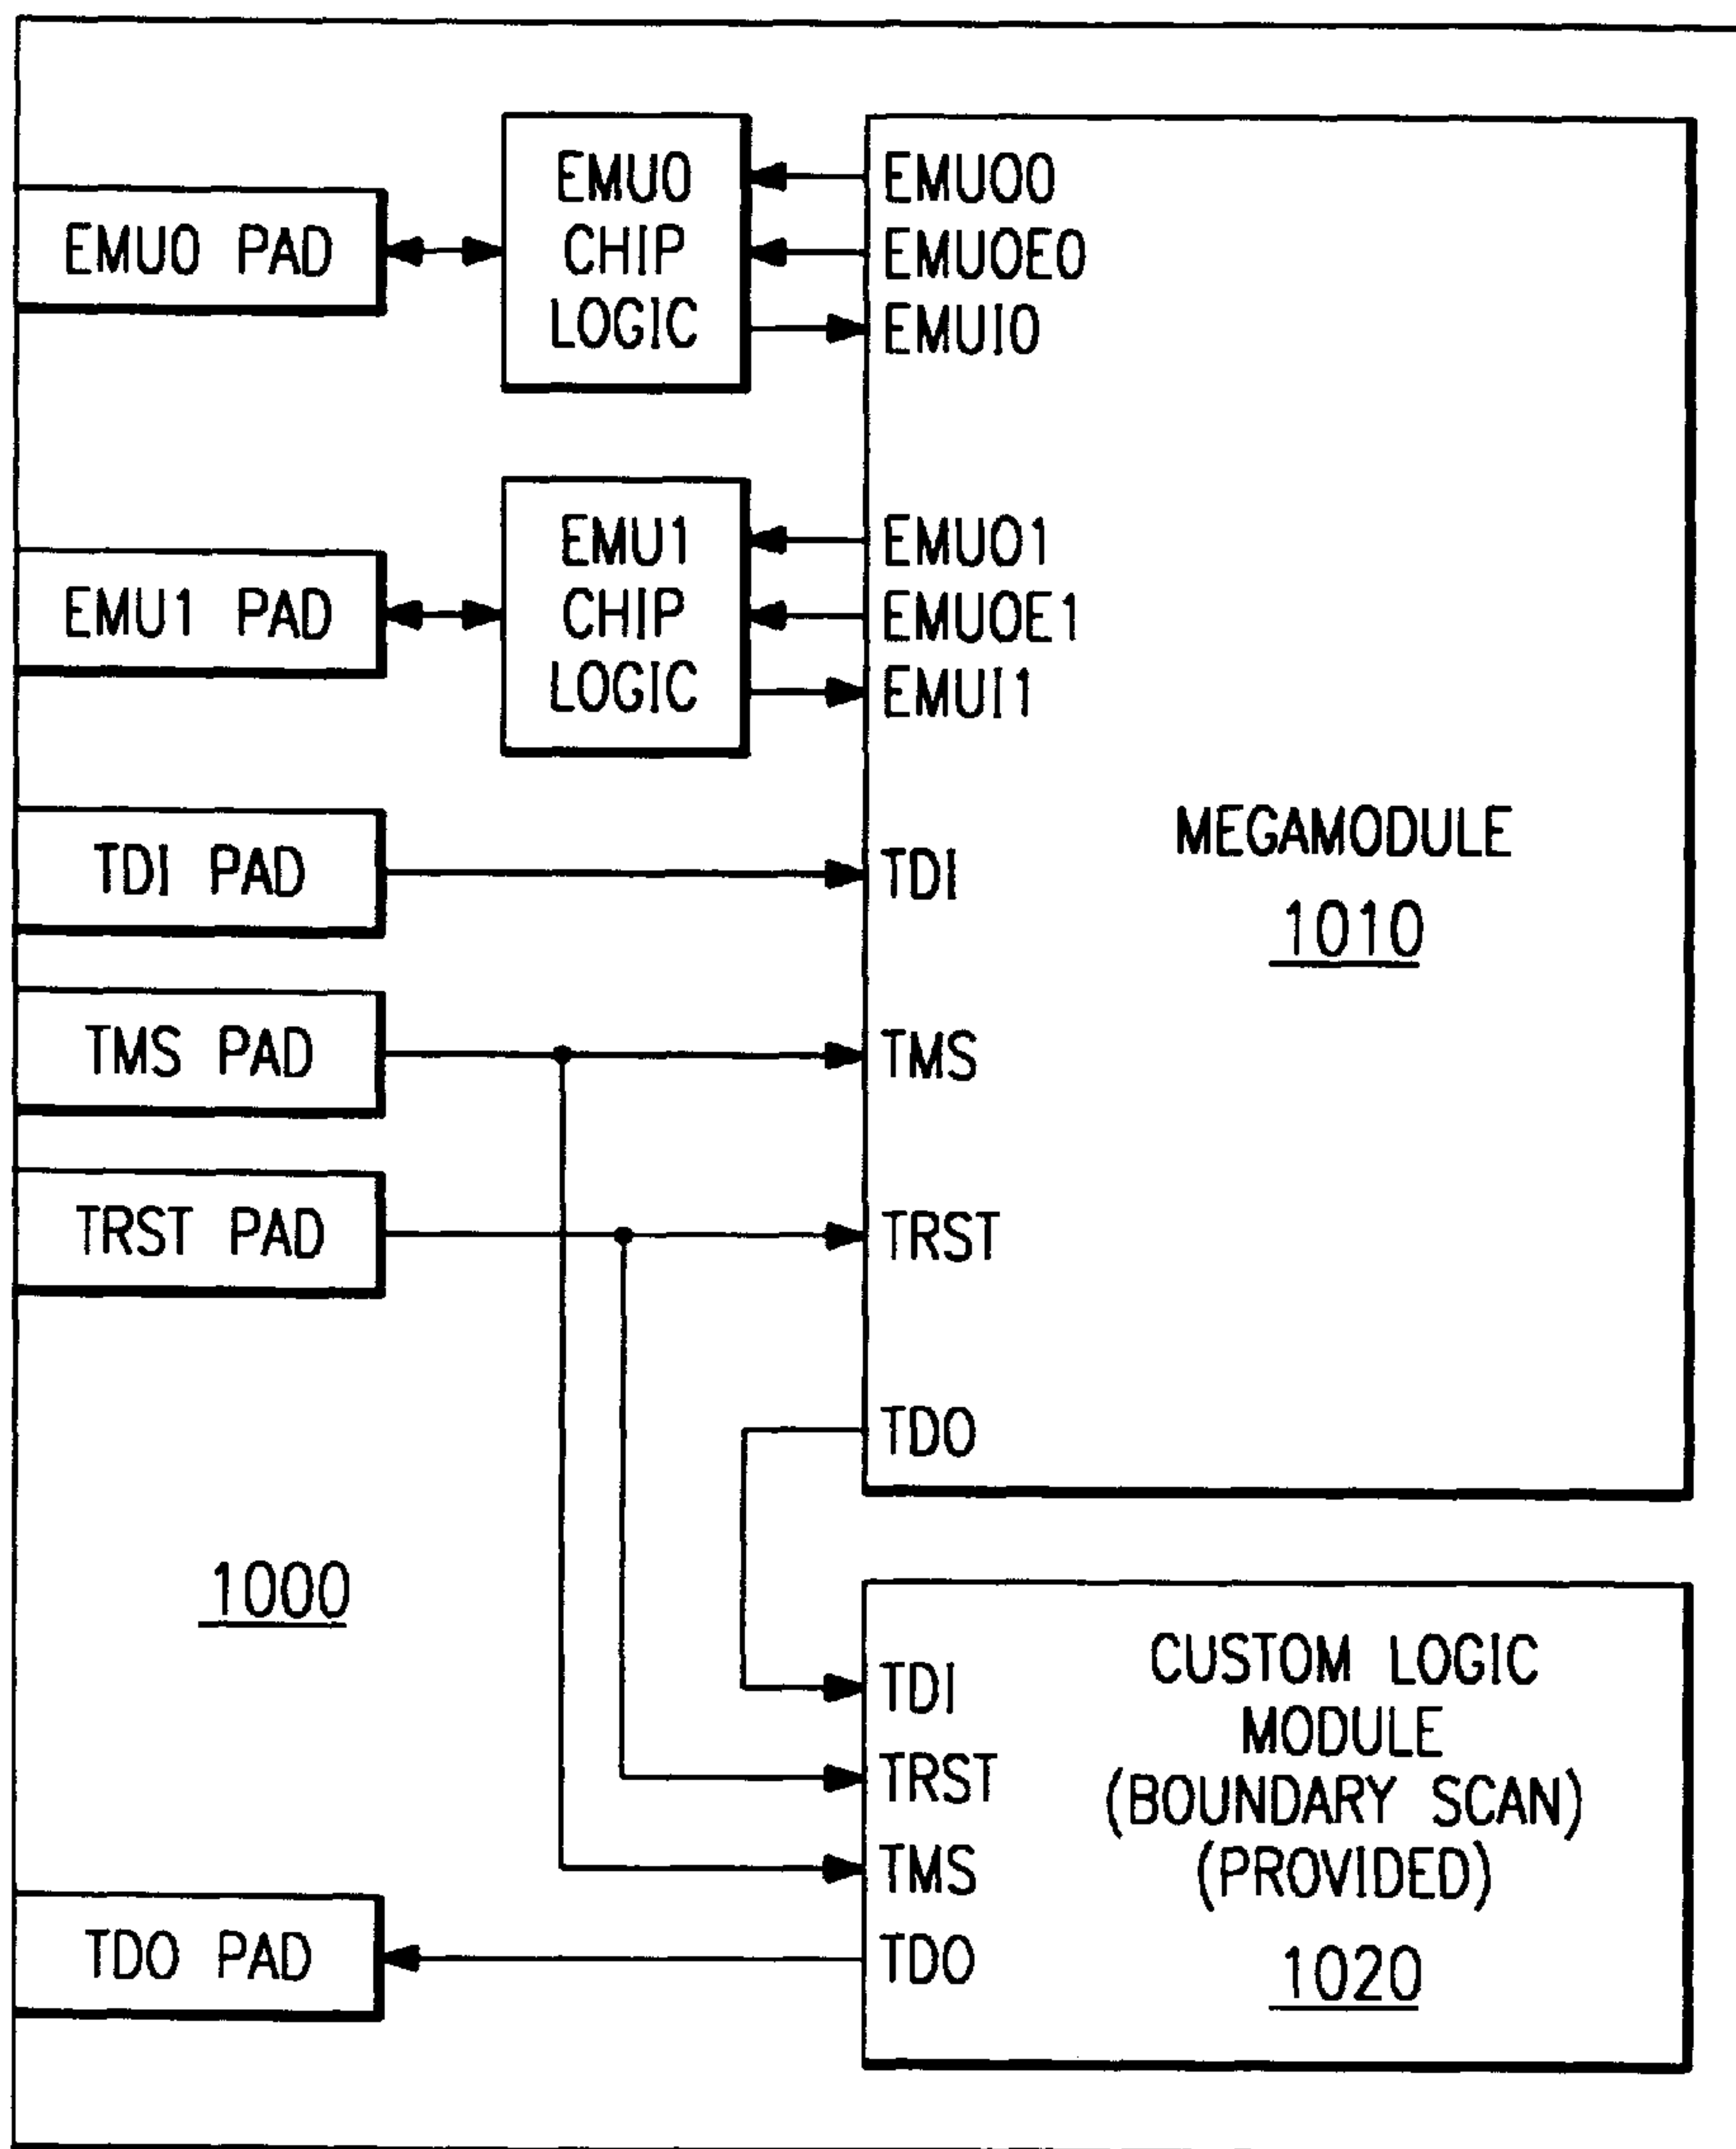 EMU0 PAD
EMU0
CHIP
LOGIC
EMUO0
EMUOE0
EMUI0
EMU1 PAD
EMU1
CHIP
LOGIC
EMUO1
EMUOE1
EMUI1
TDI PAD
TDI
MEGAMODULE
1010
TMS PAD
TMS
TRST PAD
TRST
TDO
1000
TDI
TRST
TMS
TDO
CUSTOM LOGIC
MODULE
(BOUNDARY SCAN)
(PROVIDED)
1020
TDO PAD